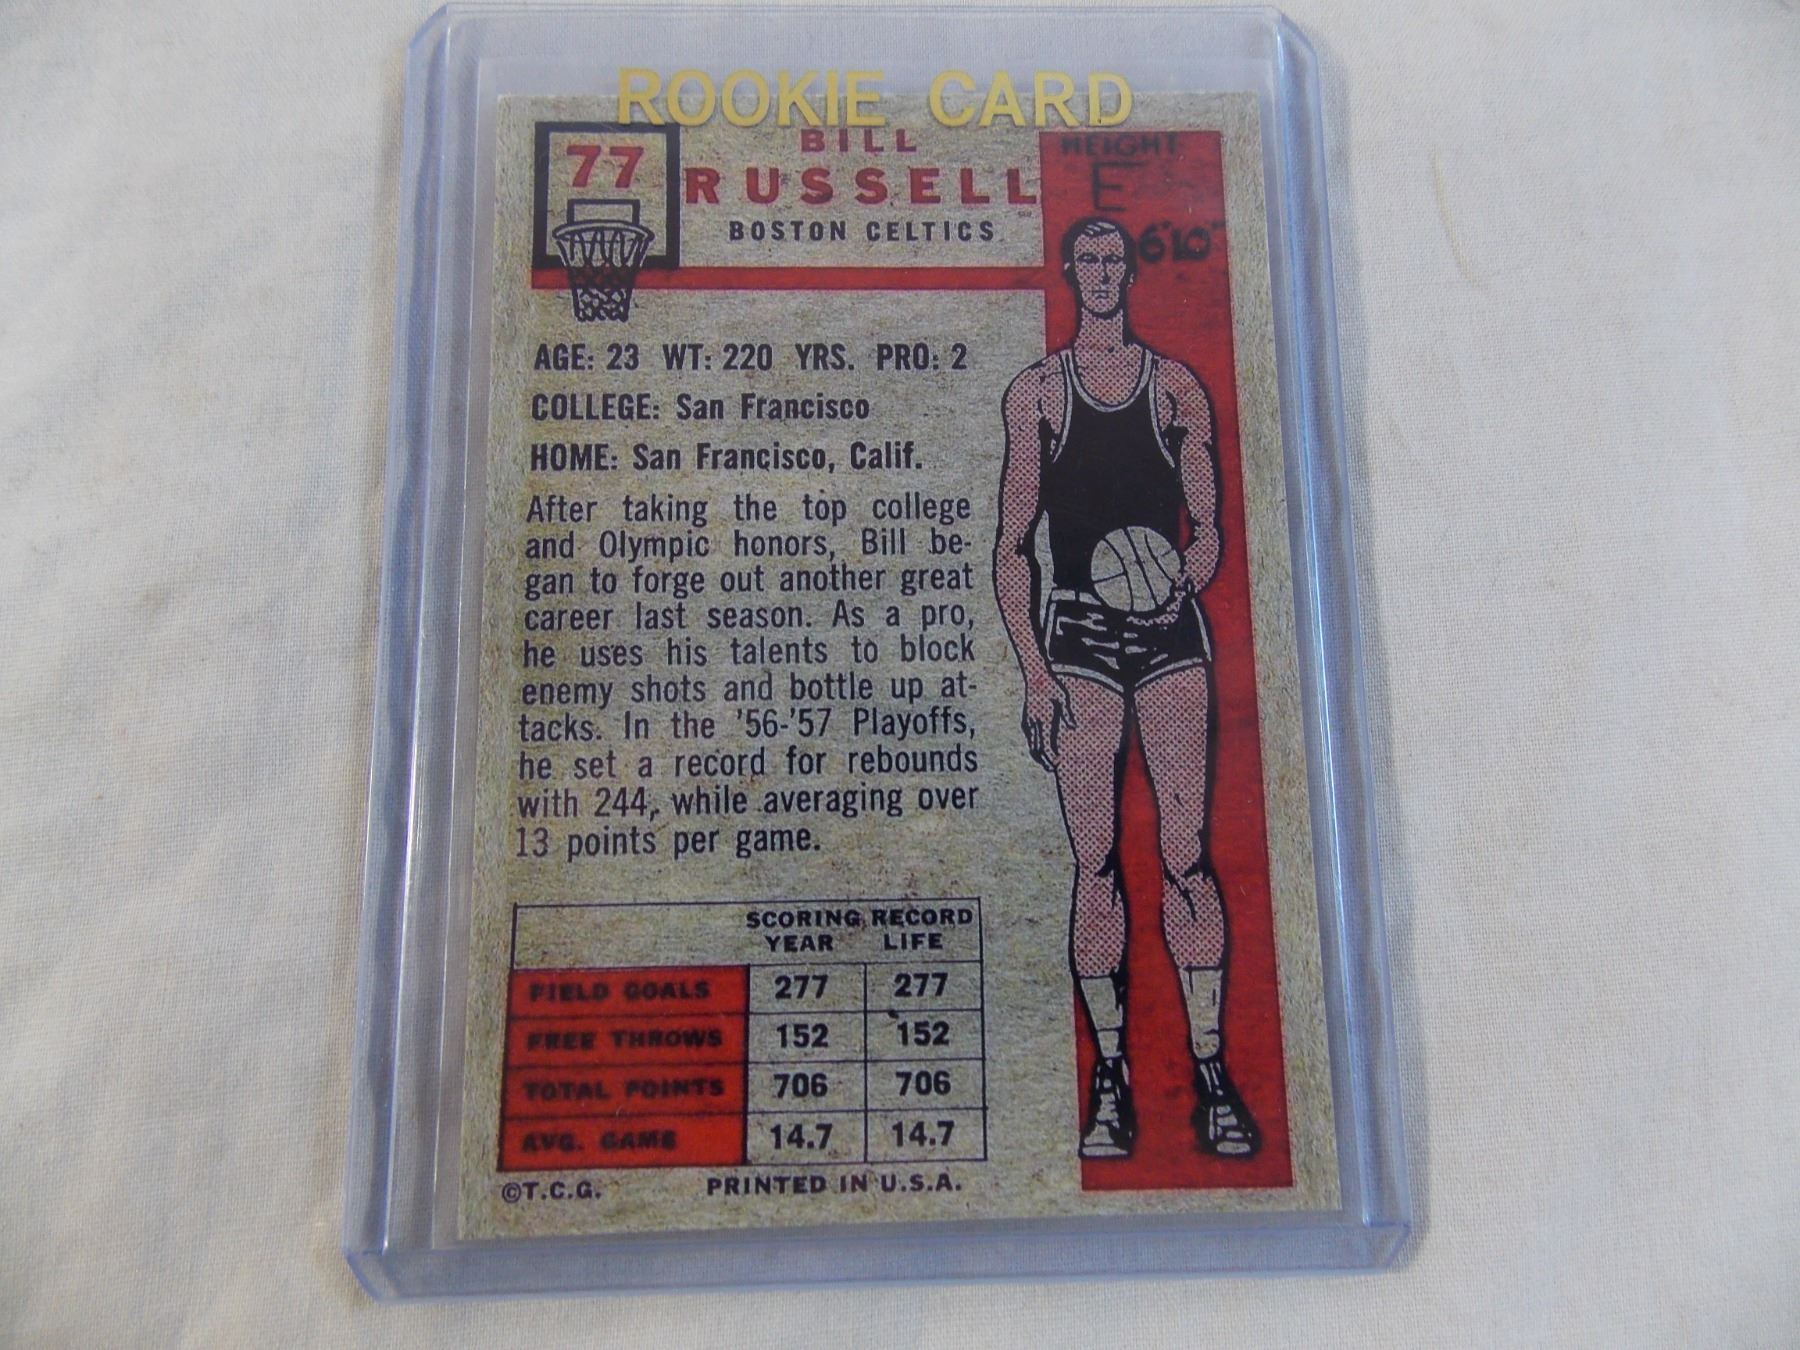 ROOKIE CARD
77
BILL
RUSSELL
BOSTON CELTICS
HEIGHT
E
6'10"
AGE: 23 WT: 220 YRS. PRO: 2
COLLEGE: San Francisco
HOME: San Francisco, Calif.
After taking the top college
and Olympic honors, Bill be-
gan to forge out another great
career last season. As a pro,
he uses his talents to block
enemy shots and bottle up at-
tacks. In the '56-'57 Playoffs,
he set a record for rebounds
with 244, while averaging over
13 points per game.
SCORING RECORD
YEAR LIFE
FIELD GOALS 277 277
FREE THROWS 152 152
TOTAL POINTS 706 706
AVG. GAME 14.7 14.7
©T.C.G. PRINTED IN U.S.A.